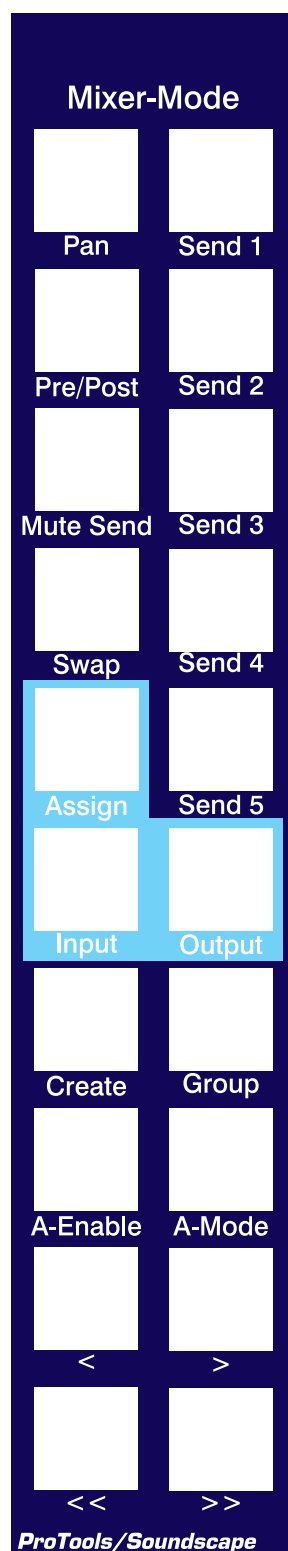 Mixer-Mode
Pan Send 1
Pre/Post Send 2
Mute Send Send 3
Swap Send 4
Assign Send 5
Input Output
Create Group
A-Enable A-Mode
< >
<< >>
ProTools/Soundscape